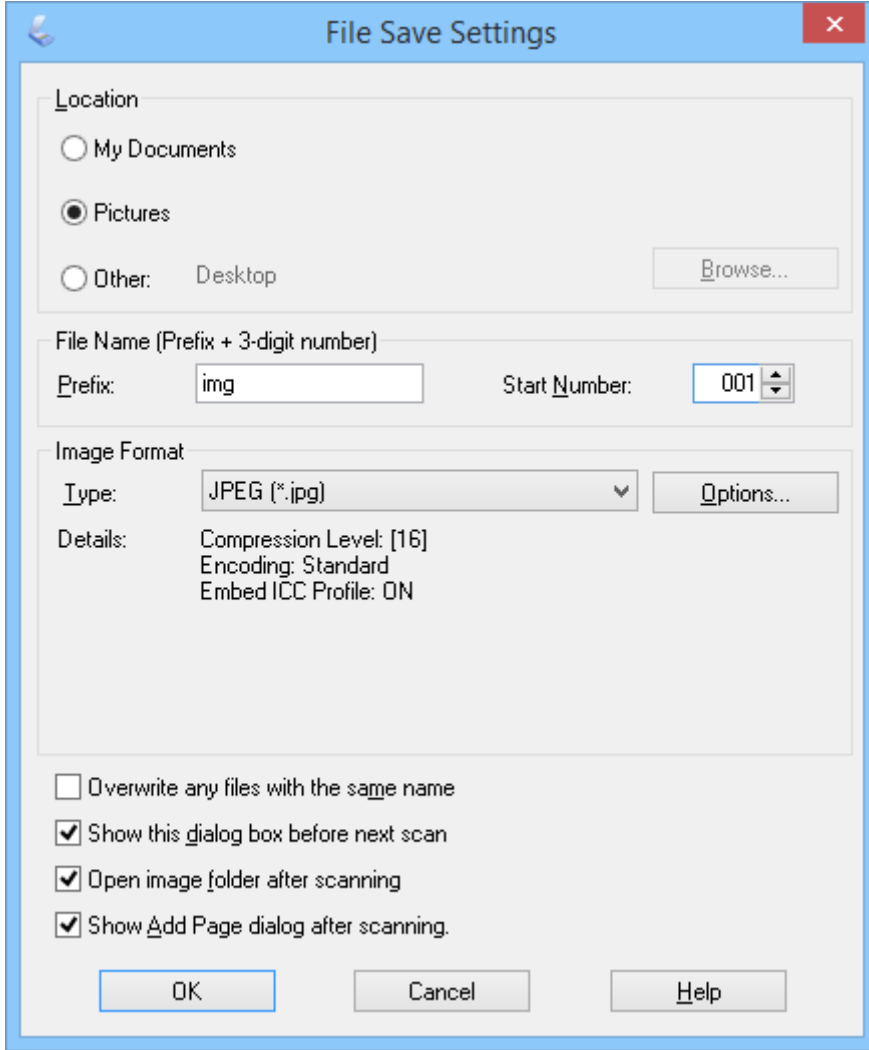 File Save Settings
Location
My Documents
Pictures
Other: Desktop Browse...
File Name (Prefix + 3-digit number)
Prefix: img Start Number: 001
Image Format
Type: JPEG (*.jpg) Options...
Details: Compression Level: [16]
Encoding: Standard
Embed ICC Profile: ON
Overwrite any files with the same name
Show this dialog box before next scan
Open image folder after scanning
Show Add Page dialog after scanning.
OK Cancel Help